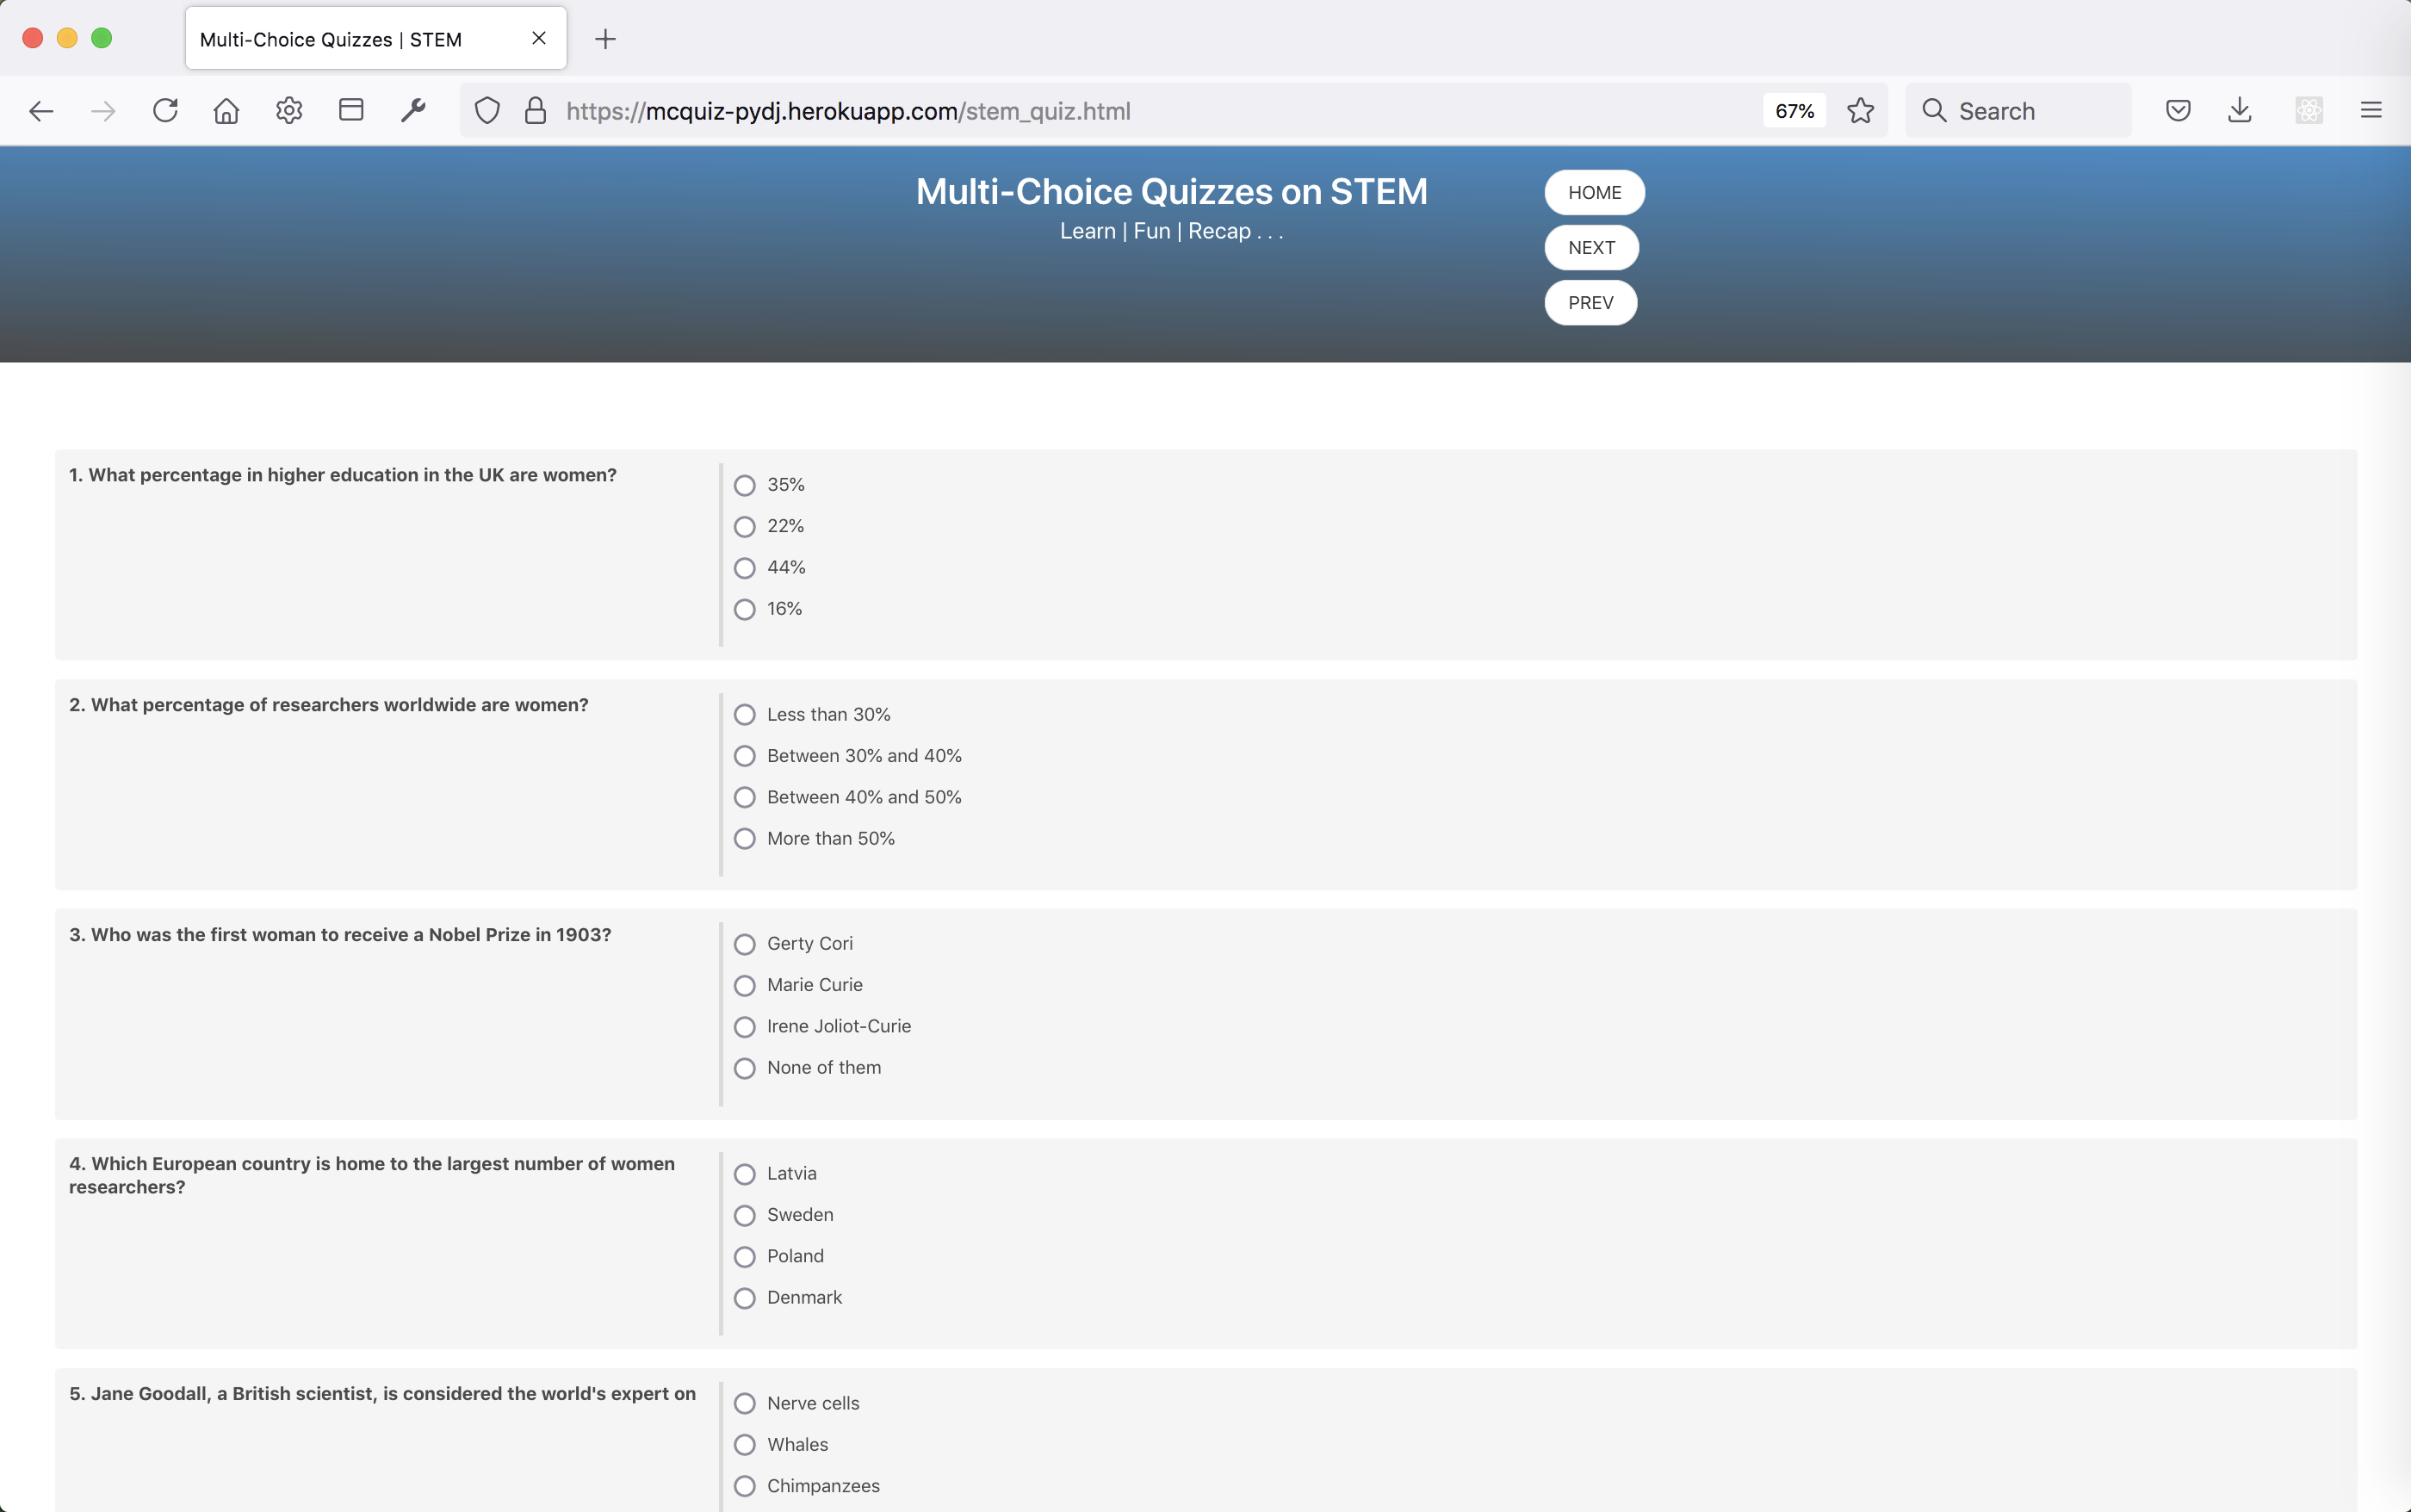 Multi-Choice Quizzes | STEM
https://mcquiz-pydj.herokuapp.com/stem_quiz.html
67%
Search
Multi-Choice Quizzes on STEM
Learn | Fun | Recap . . .
HOME
NEXT
PREV
1. What percentage in higher education in the UK are women?
35%
22%
44%
16%
2. What percentage of researchers worldwide are women?
Less than 30%
Between 30% and 40%
Between 40% and 50%
More than 50%
3. Who was the first woman to receive a Nobel Prize in 1903?
Gerty Cori
Marie Curie
Irene Joliot-Curie
None of them
4. Which European country is home to the largest number of women
researchers?
Latvia
Sweden
Poland
Denmark
5. Jane Goodall, a British scientist, is considered the world's expert on
Nerve cells
Whales
Chimpanzees